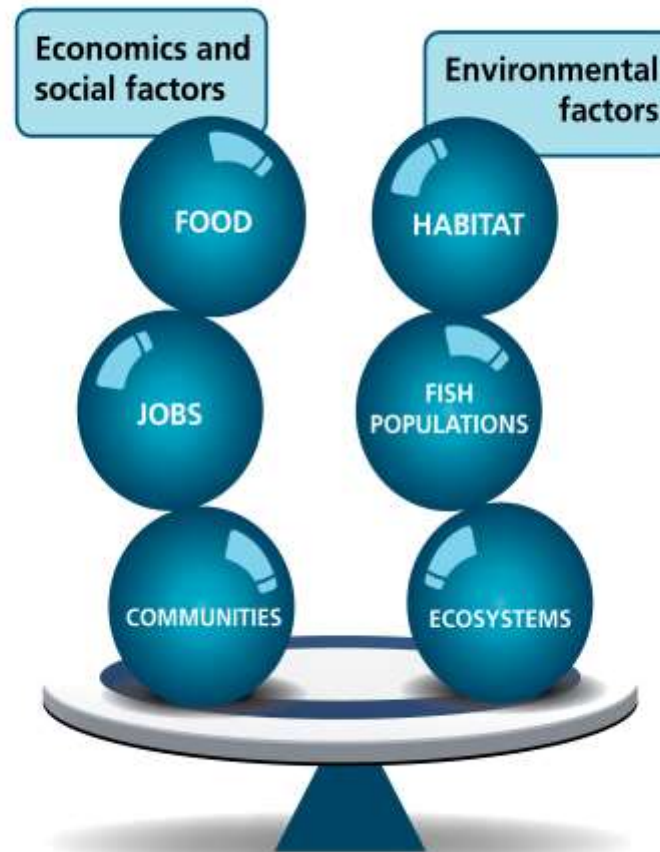 Economics and
social factors
FOOD
JOBS
COMMUNITIES
Environmental
factors
HABITAT
FISH
POPULATIONS
ECOSYSTEMS